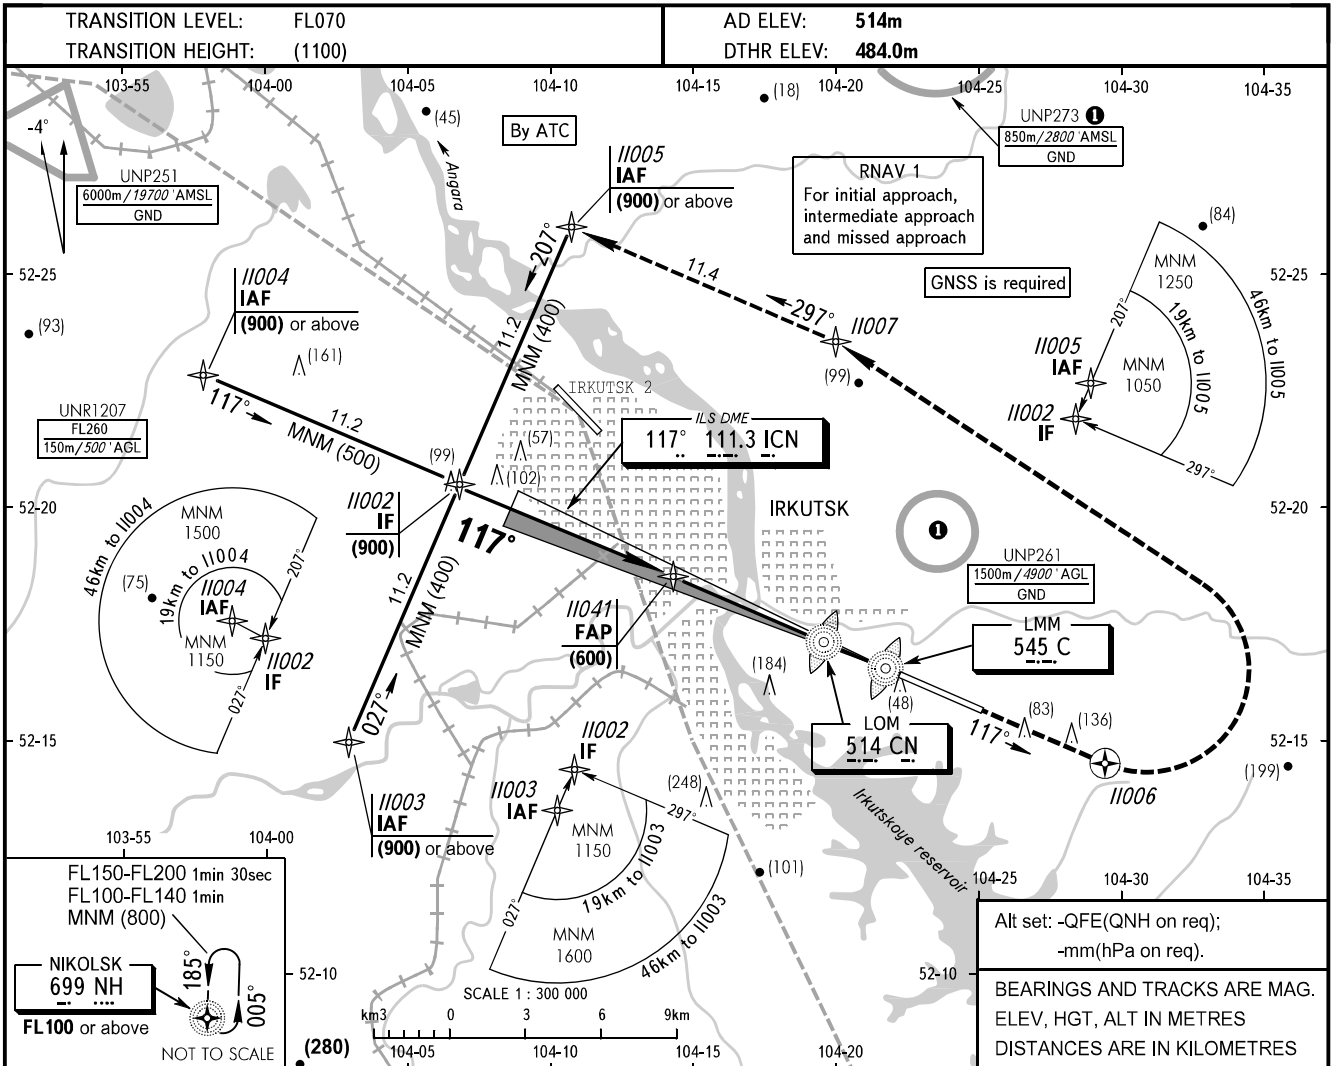 TRANSITION LEVEL: FL070
TRANSITION HEIGHT: (1100)
AD ELEV: 514m
DTHR ELEV: 484.0m
103-55 104-00 104-05 104-10 104-15 104-20 104-25 104-30 104-35
-4°
UNP251
6000m/19700'AMSL
GND
(45)
Angara
By ATC
(18)
UNP273 1
850m/2800'AMSL
GND
II005
IAF
(900) or above
RNAV 1
For initial approach,
intermediate approach
and missed approach
GNSS is required
(84)
52-25
52-25
MNM
1250
207°
19km to II005
46km to II005
MNM
1050
II005
IAF
II002
IF
297°
II004
IAF
(900) or above
(93)
(161)
207°
11.2
MNM (400)
11.4
297°
II007
(99)
IRKUTSK 2
117°
11.2
MNM (500)
UNR1207
FL260
150m/500'AGL
ILS DME
117° 111.3 ICN
(57)
(99)
(102)
II002
IF
(900)
117°
52-20
52-20
IRKUTSK
1
UNP261
1500m/4900'AGL
GND
46km to II004
MNM
1500
19km to II004
207°
II004
IAF
(75)
MNM
1150
II002
IF
027°
11.2
MNM (400)
027°
II041
FAP
(600)
LMM
545 C
(184)
(48)
LOM
514 CN
117°
(83)
(136)
II006
(199)
52-15
52-15
II003
IAF
(900) or above
II002
IF
II003
IAF
297°
(248)
MNM
1150
19km to II003
027°
MNM
1600
46km to II003
(101)
Irkutskoye reservoir
103-55 104-00
104-25 104-30 104-35
FL150-FL200 1min 30sec
FL100-FL140 1min
MNM (800)
NIKOLSK
699 NH
FL100 or above
185°
005°
NOT TO SCALE
52-10
52-10
SCALE 1 : 300 000
km3 0 3 6 9km
(280)
104-05 104-10 104-15 104-20
Alt set: -QFE(QNH on req);
-mm(hPa on req).
BEARINGS AND TRACKS ARE MAG.
ELEV, HGT, ALT IN METRES
DISTANCES ARE IN KILOMETRES